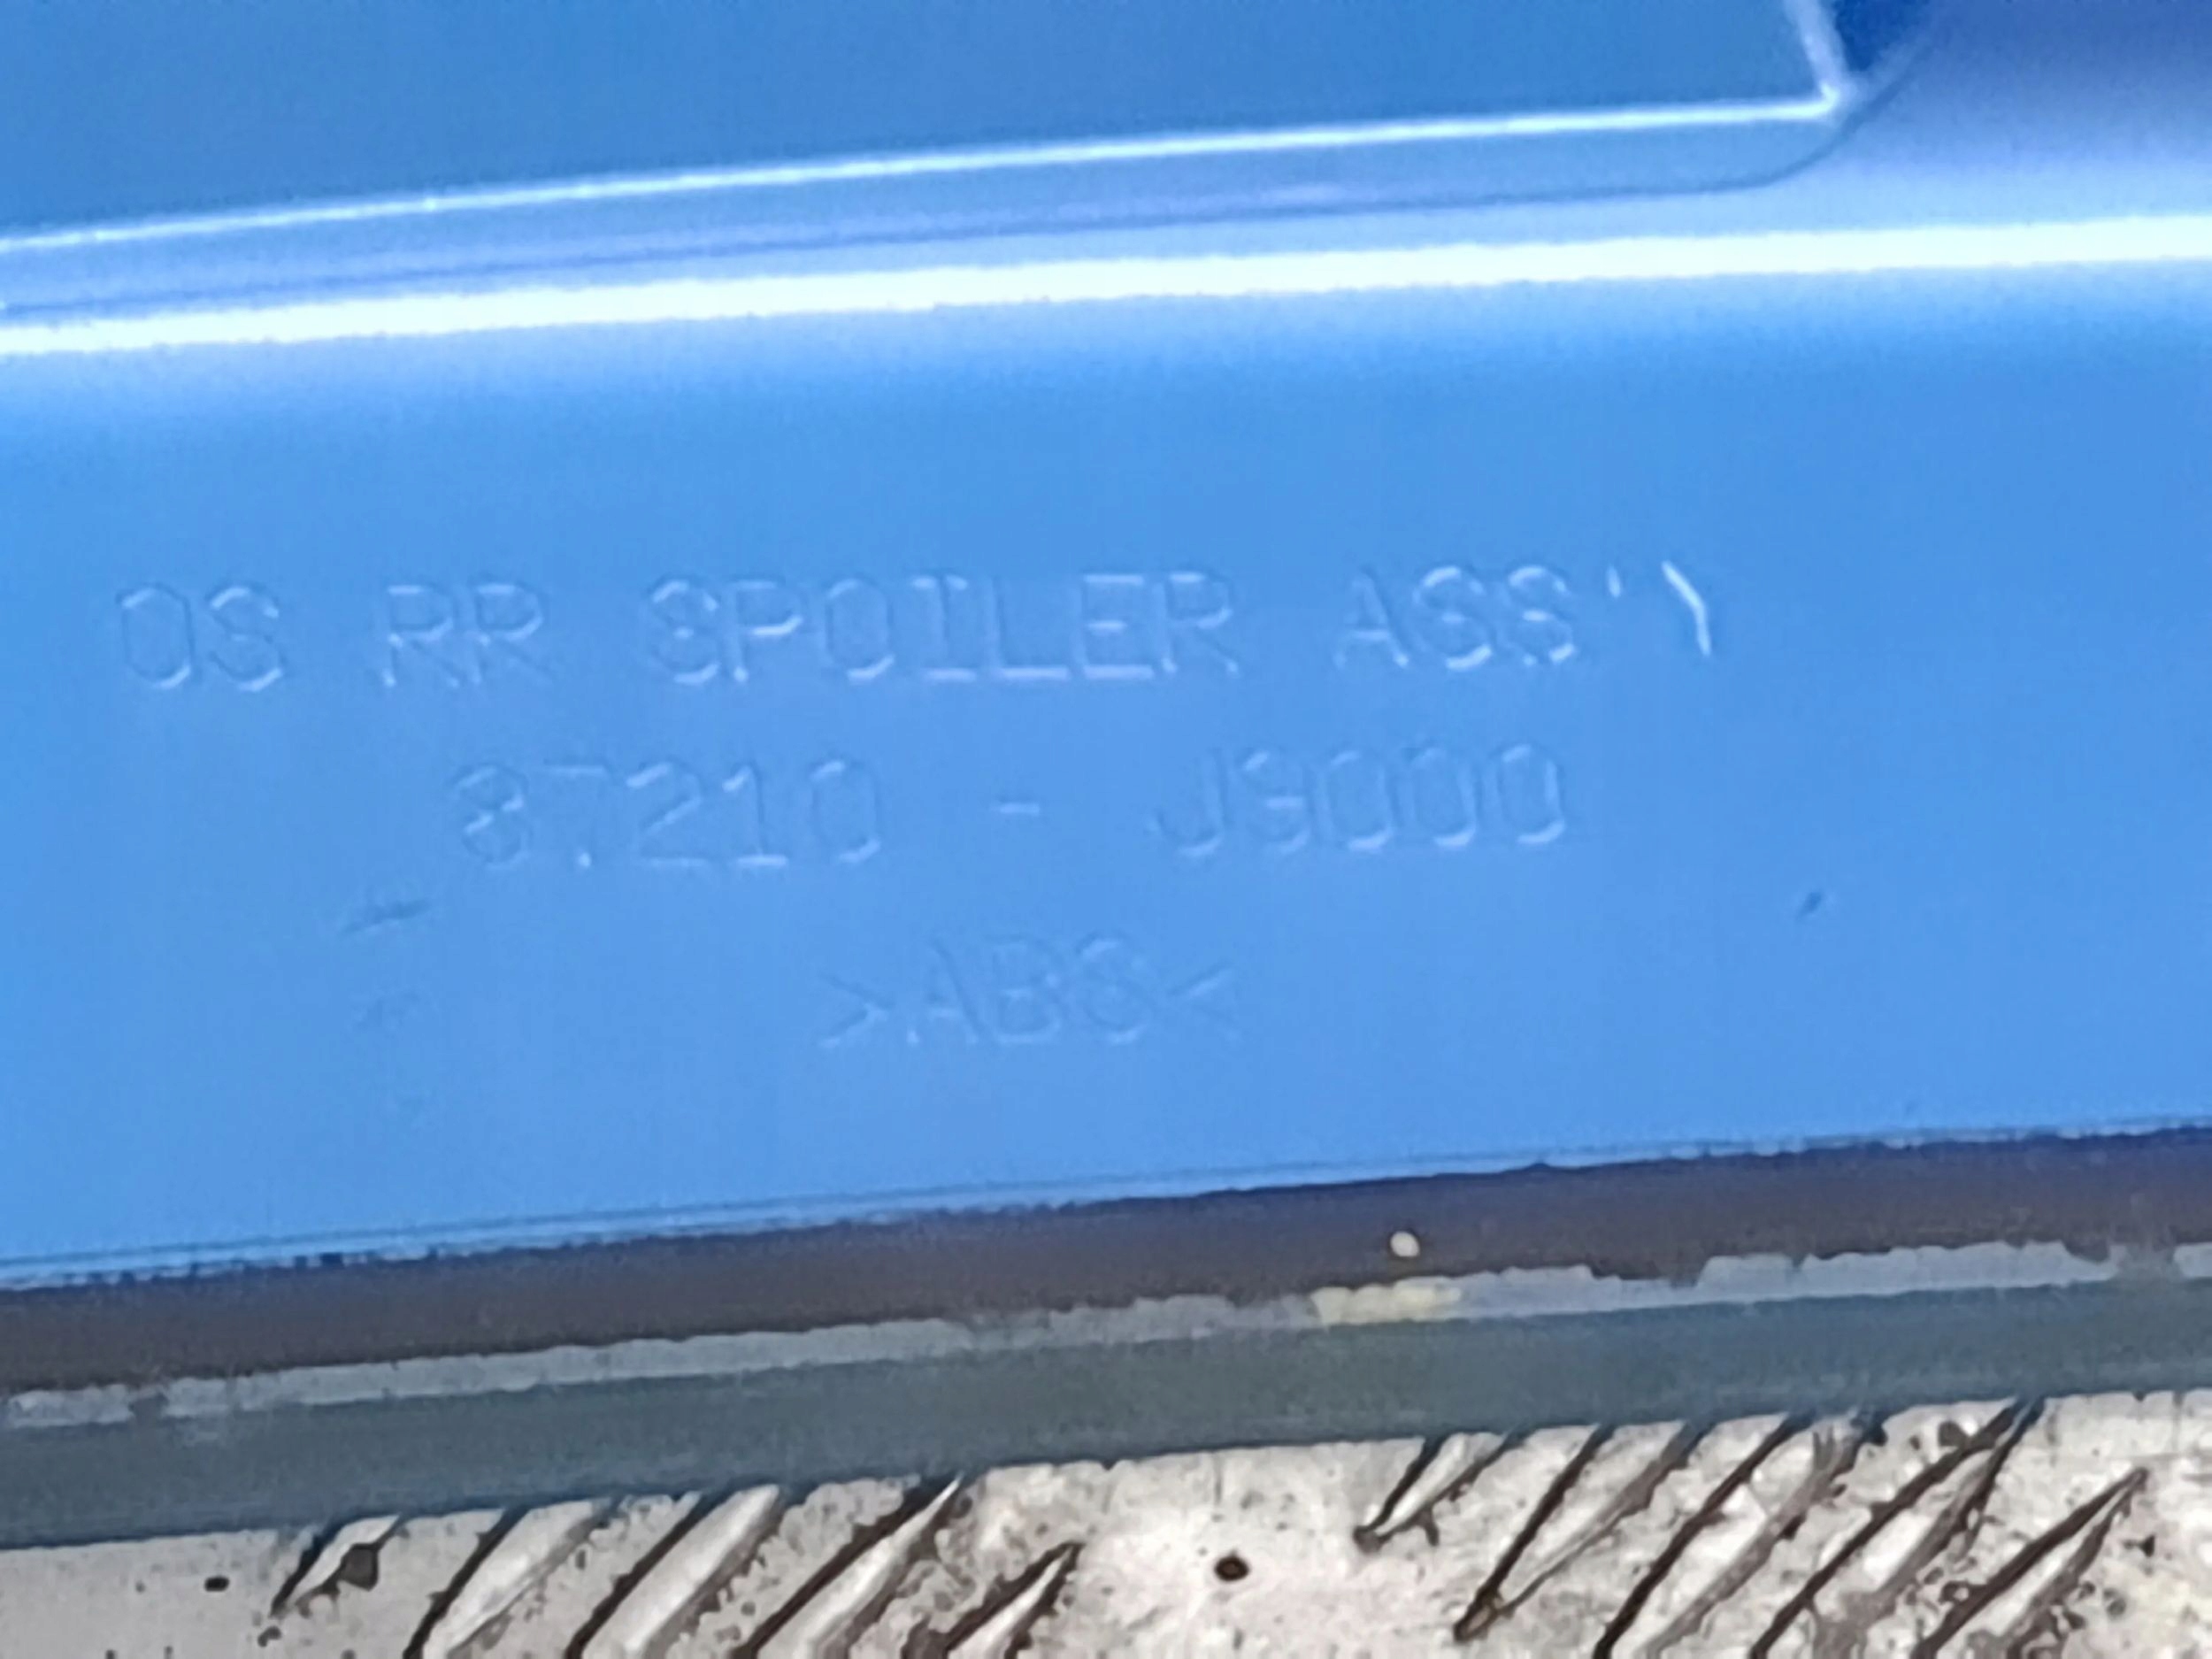 OS RR SPOILER ASS'Y
87210 - J9000
>ABS<